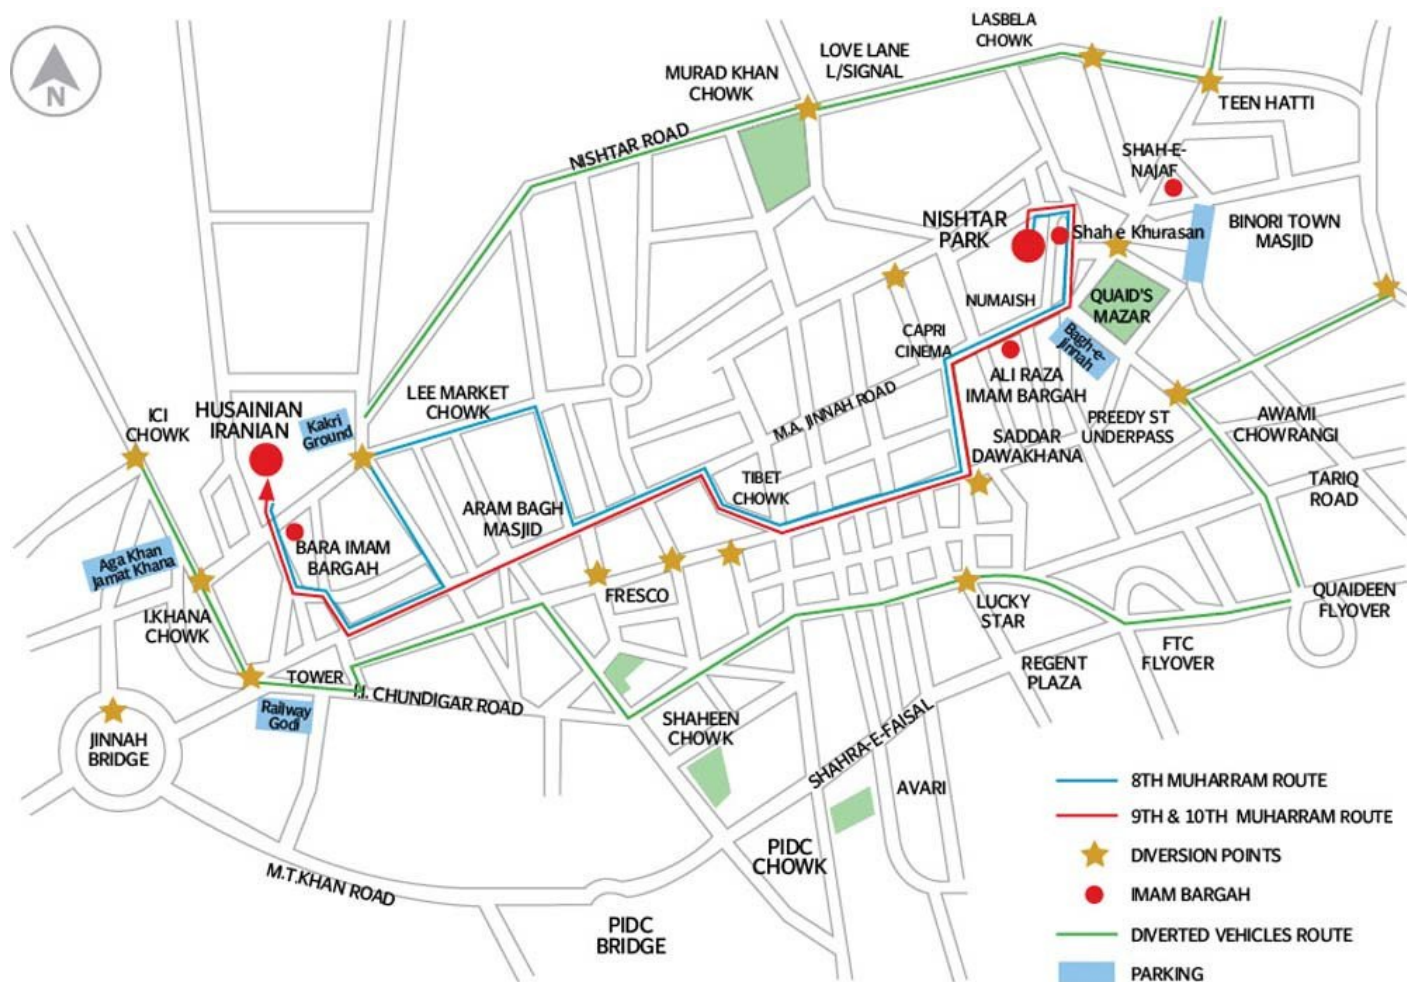 LASBELA
CHOWK
LOVE LANE
L/SIGNAL
MURAD KHAN
CHOWK
TEEN HATTI
NISHTAR ROAD
SHAH-E-
NAJAF
NISHTAR
PARK
Shah e Khurasan
BINORI TOWN
MASJID
NUMAISH
QUAID'S
MAZAR
CAPRI
CINEMA
Bagh-e-
Jinnah
ALI RAZA
IMAM BARGAH
LEE MARKET
CHOWK
M.A. JINNAH ROAD
ICI
CHOWK
HUSAINIAN
IRANIAN
Kakri
Ground
PREEDY ST
UNDERPASS
AWAMI
CHOWRANGI
SADDAR
DAWAKHANA
TIBET
CHOWK
TARIQ
ROAD
ARAM BAGH
MASJID
Aga Khan
Jamat Khana
BARA IMAM
BARGAH
FRESCO
I.KHANA
CHOWK
LUCKY
STAR
QUAIDEEN
FLYOVER
FTC
FLYOVER
REGENT
PLAZA
TOWER
I.I. CHUNDIGAR ROAD
Railway
Godi
SHAHEEN
CHOWK
JINNAH
BRIDGE
SHAHRA-E-FAISAL
AVARI
PIDC
CHOWK
M.T.KHAN ROAD
PIDC
BRIDGE
N
8TH MUHARRAM ROUTE
9TH & 10TH MUHARRAM ROUTE
DIVERSION POINTS
IMAM BARGAH
DIVERTED VEHICLES ROUTE
PARKING